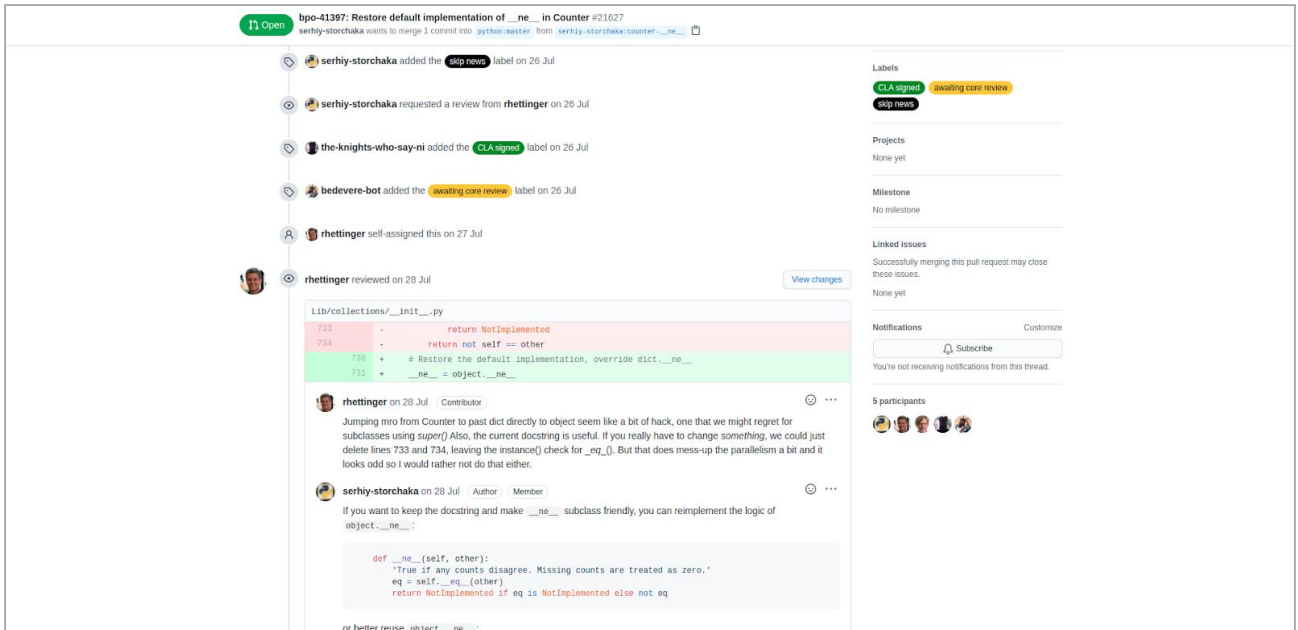 Open
bpo-41397: Restore default implementation of __ne__ in Counter #21627
serhiy-storchaka wants to merge 1 commit into python:master from serhiy-storchaka:counter-__ne__
serhiy-storchaka added the skip news label on 26 Jul
serhiy-storchaka requested a review from rhettinger on 26 Jul
the-knights-who-say-ni added the CLA signed label on 26 Jul
bedevere-bot added the awaiting core review label on 26 Jul
rhettinger self-assigned this on 27 Jul
rhettinger reviewed on 28 Jul
View changes
Lib/collections/__init__.py
733 - return NotImplemented
734 - return not self == other
730 + # Restore the default implementation, override dict.__ne__
731 + __ne__ = object.__ne__
rhettinger on 28 Jul Contributor
Jumping mro from Counter to past dict directly to object seem like a bit of hack, one that we might regret for
subclasses using super() Also, the current docstring is useful. If you really have to change something, we could just
delete lines 733 and 734, leaving the instance() check for _eq_(). But that does mess-up the parallelism a bit and it
looks odd so I would rather not do that either.
serhiy-storchaka on 28 Jul Author Member
If you want to keep the docstring and make __ne__ subclass friendly, you can reimplement the logic of
object.__ne__ :
def __ne__(self, other):
'True if any counts disagree. Missing counts are treated as zero.'
eq = self.__eq__(other)
return NotImplemented if eq is NotImplemented else not eq
or better reuse object.__ne__ :
Labels
CLA signed awaiting core review
skip news
Projects
None yet
Milestone
No milestone
Linked issues
Successfully merging this pull request may close
these issues.
None yet
Notifications Customize
Subscribe
You're not receiving notifications from this thread.
5 participants